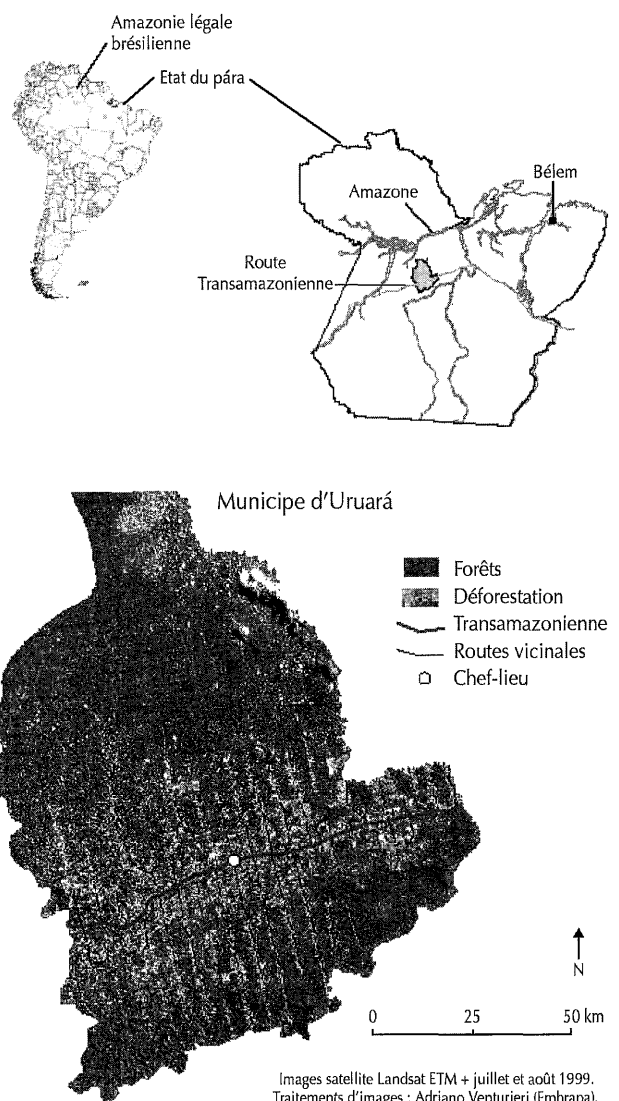 Amazonie légale
brésilienne
Etat du pára
Bélem
Amazone
Route
Transamazonienne
Municipe d'Uruará
Forêts
Déforestation
Transamazonienne
Routes vicinales
Chef-lieu
N
0 25 50 km
Images satellite Landsat ETM + juillet et août 1999.
Traitements d'images : Adriano Venturieri (Embrapa).